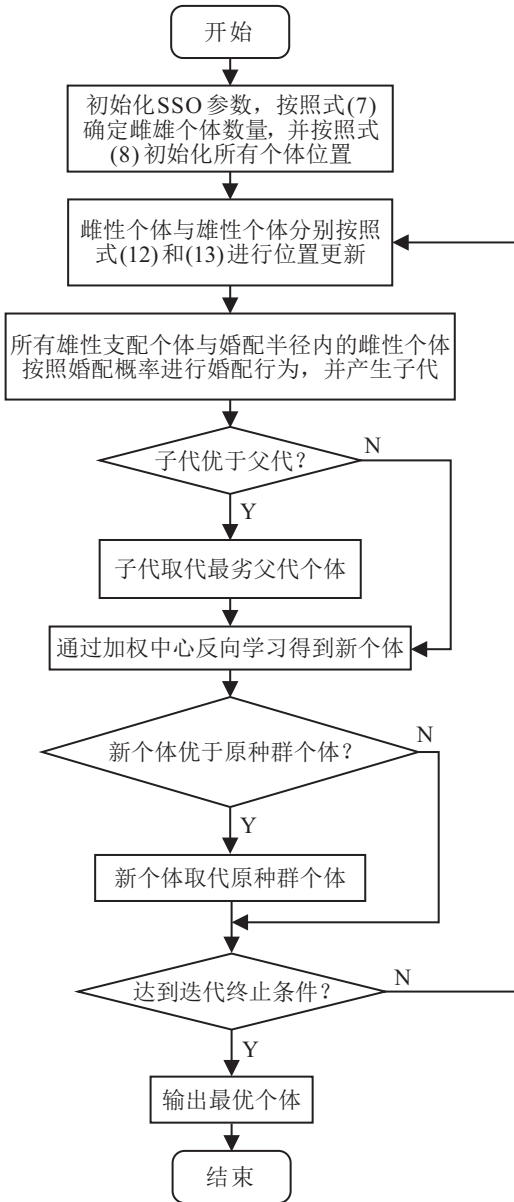 开始
初始化SSO参数，按照式(7)
确定雌雄个体数量，并按照式
(8)初始化所有个体位置
雌性个体与雄性个体分别按照
式(12)和(13)进行位置更新
所有雄性支配个体与婚配半径内的雌性个体
按照婚配概率进行婚配行为，并产生子代
子代优于父代？
N
Y
子代取代最劣父代个体
通过加权中心反向学习得到新个体
新个体优于原种群个体？
N
Y
新个体取代原种群个体
达到迭代终止条件？
N
Y
输出最优个体
结束